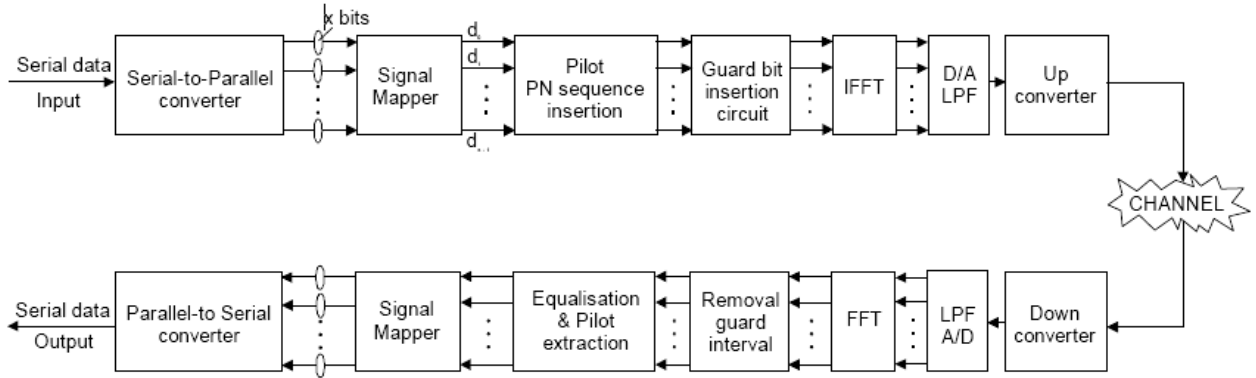 x bits
Serial data
Input
Serial-to-Parallel
converter
Signal
Mapper
Pilot
PN sequence
insertion
Guard bit
insertion
circuit
IFFT
D/A
LPF
Up
converter
CHANNEL
Serial data
Output
Parallel-to Serial
converter
Signal
Mapper
Equalisation
& Pilot
extraction
Removal
guard
interval
FFT
LPF
A/D
Down
converter